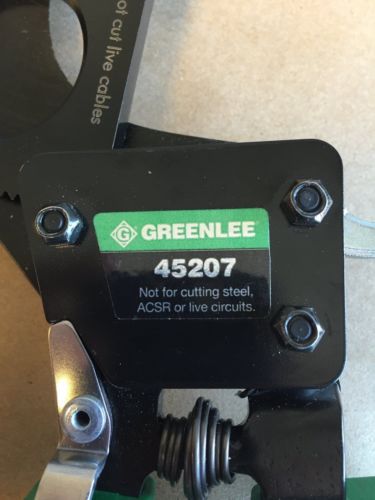 ot cut live cables
G GREENLEE
45207
Not for cutting steel,
ACSR or live circuits.